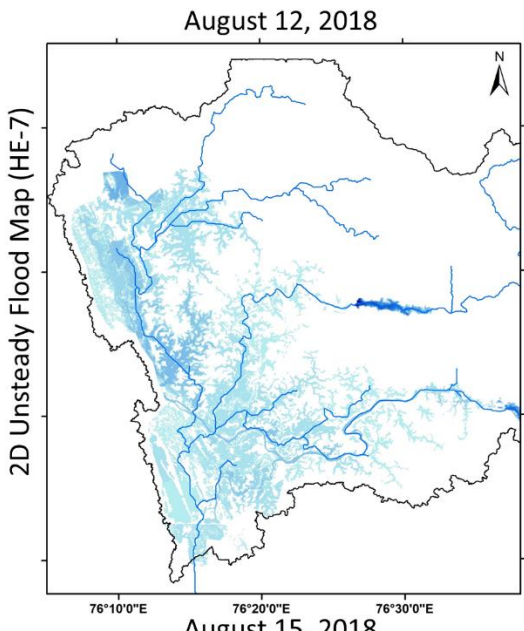 August 12, 2018
N
2D Unsteady Flood Map (HE-7)
76°10'0"E 76°20'0"E 76°30'0"E
August 15, 2018